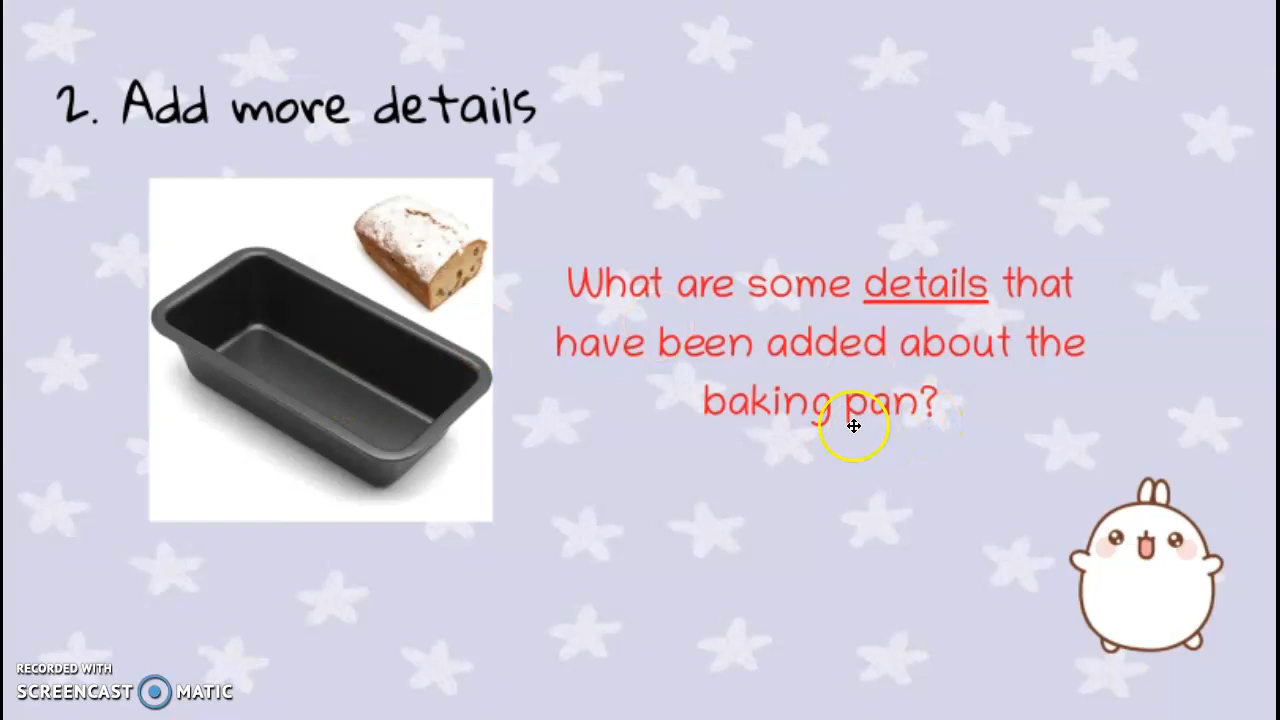 2. Add more details
What are some details that
have been added about the
baking pan?
RECORDED WITH
SCREENCAST MATIC